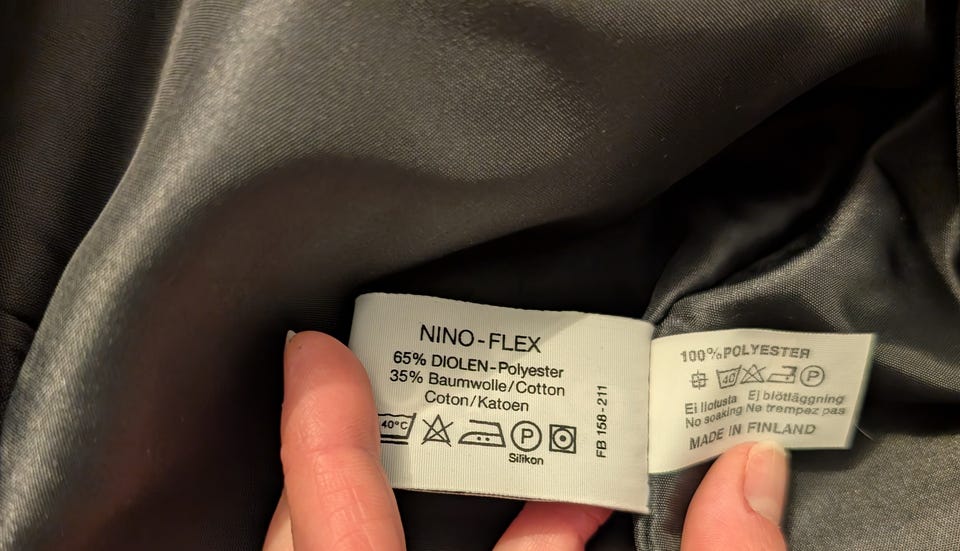 NINO-FLEX
65% DIOLEN-Polyester
35% Baumwolle/Cotton
Coton/Katoen
40°C P
Silikon
FB 158-211
100% POLYESTER
40 P
Ei liotusta Ej blötläggning
No soaking Ne trempez pas
MADE IN FINLAND